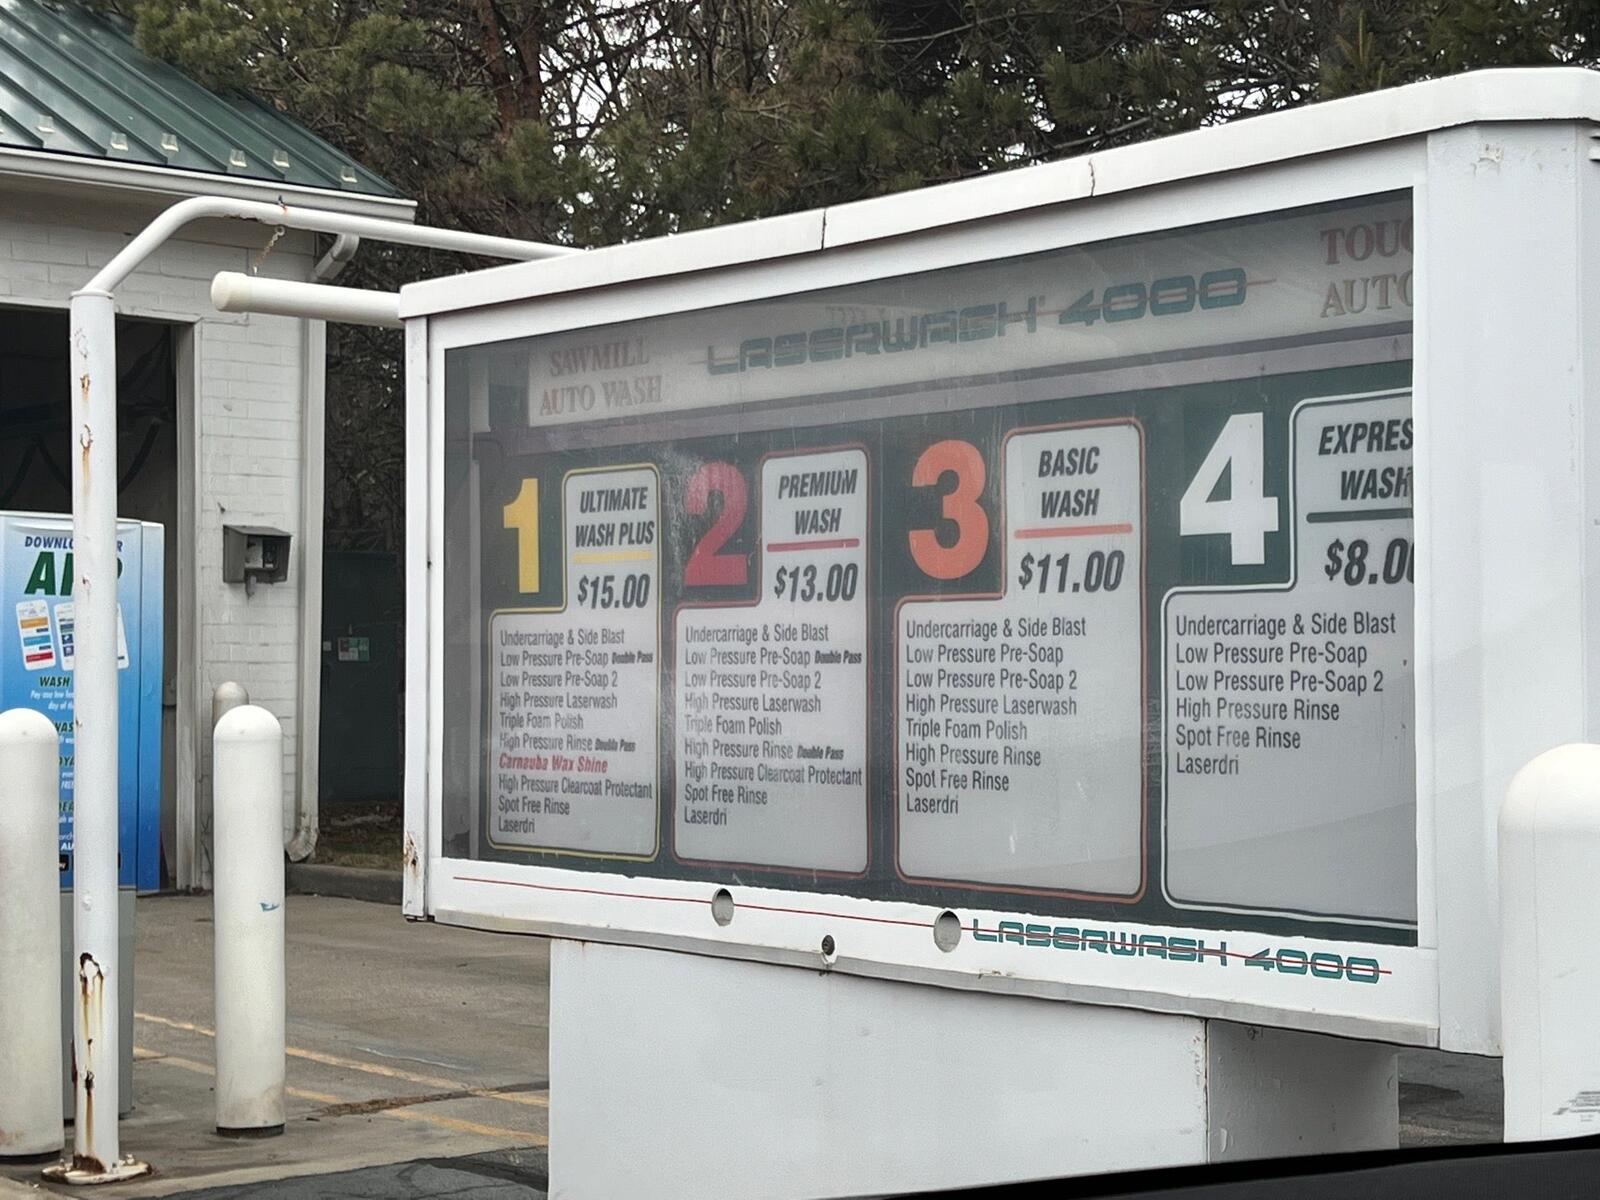 SAWMILL
AUTO WASH
LASERWASH 4000
TOUC
AUTO
1
ULTIMATE
WASH PLUS
$15.00
Undercarriage & Side Blast
Low Pressure Pre-Soap Double Pass
Low Pressure Pre-Soap 2
High Pressure Laserwash
Triple Foam Polish
High Pressure Rinse Double Pass
Carnauba Wax Shine
High Pressure Clearcoat Protectant
Spot Free Rinse
Laserdri
2
PREMIUM
WASH
$13.00
Undercarriage & Side Blast
Low Pressure Pre-Soap Double Pass
Low Pressure Pre-Soap 2
High Pressure Laserwash
Triple Foam Polish
High Pressure Rinse Double Pass
High Pressure Clearcoat Protectant
Spot Free Rinse
Laserdri
3
BASIC
WASH
$11.00
Undercarriage & Side Blast
Low Pressure Pre-Soap
Low Pressure Pre-Soap 2
High Pressure Laserwash
Triple Foam Polish
High Pressure Rinse
Spot Free Rinse
Laserdri
4
EXPRES
WASH
$8.00
Undercarriage & Side Blast
Low Pressure Pre-Soap
Low Pressure Pre-Soap 2
High Pressure Rinse
Spot Free Rinse
Laserdri
LASERWASH 4000
WASH